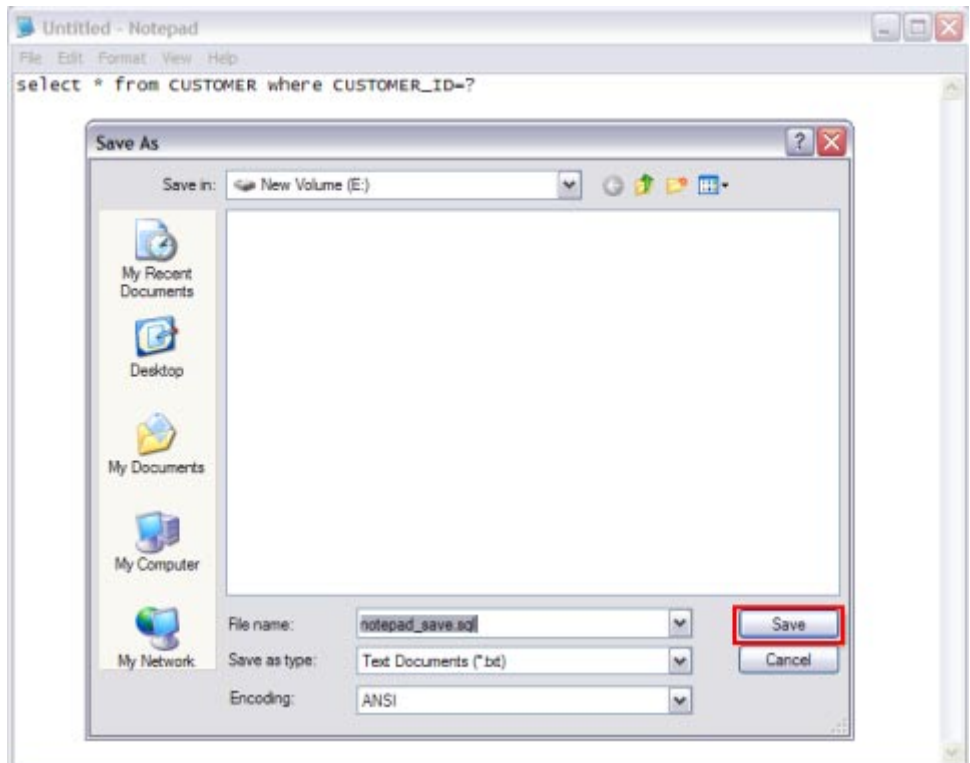 Untitled - Notepad
File Edit Format View Help
select * from CUSTOMER where CUSTOMER_ID=?
Save As
Save in: New Volume (E:)
My Recent
Documents
Desktop
My Documents
My Computer
My Network
File name: notepad_save.sql
Save
Save as type: Text Documents (*.txt)
Cancel
Encoding: ANSI